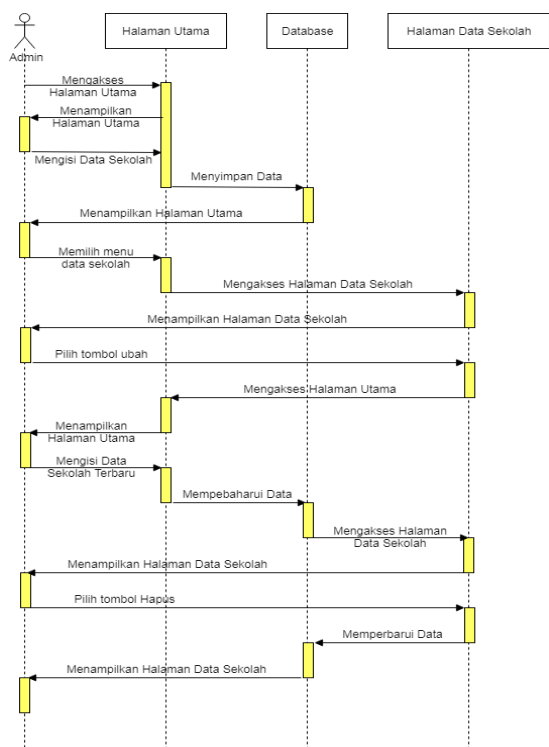 Halaman Utama
Database
Halaman Data Sekolah
Admin
Mengakses
Halaman Utama
Menampilkan
Halaman Utama
Mengisi Data Sekolah
Menyimpan Data
Menampilkan Halaman Utama
Memilih menu
data sekolah
Mengakses Halaman Data Sekolah
Menampilkan Halaman Data Sekolah
Pilih tombol ubah
Mengakses Halaman Utama
Menampilkan
Halaman Utama
Mengisi Data
Sekolah Terbaru
Mempebaharui Data
Mengakses Halaman
Data Sekolah
Menampilkan Halaman Data Sekolah
Pilih tombol Hapus
Memperbarui Data
Menampilkan Halaman Data Sekolah